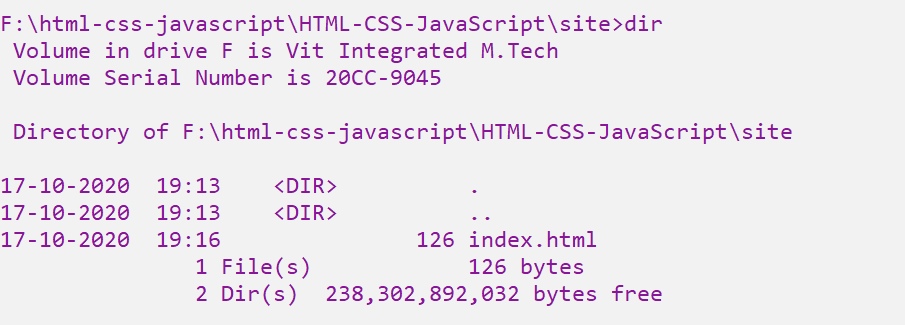 F:\html-css-javascript\HTML-CSS-JavaScript\site>dir
 Volume in drive F is Vit Integrated M.Tech
 Volume Serial Number is 20CC-9045

 Directory of F:\html-css-javascript\HTML-CSS-JavaScript\site

17-10-2020  19:13    <DIR>          .
17-10-2020  19:13    <DIR>          ..
17-10-2020  19:16               126 index.html
               1 File(s)            126 bytes
               2 Dir(s)  238,302,892,032 bytes free